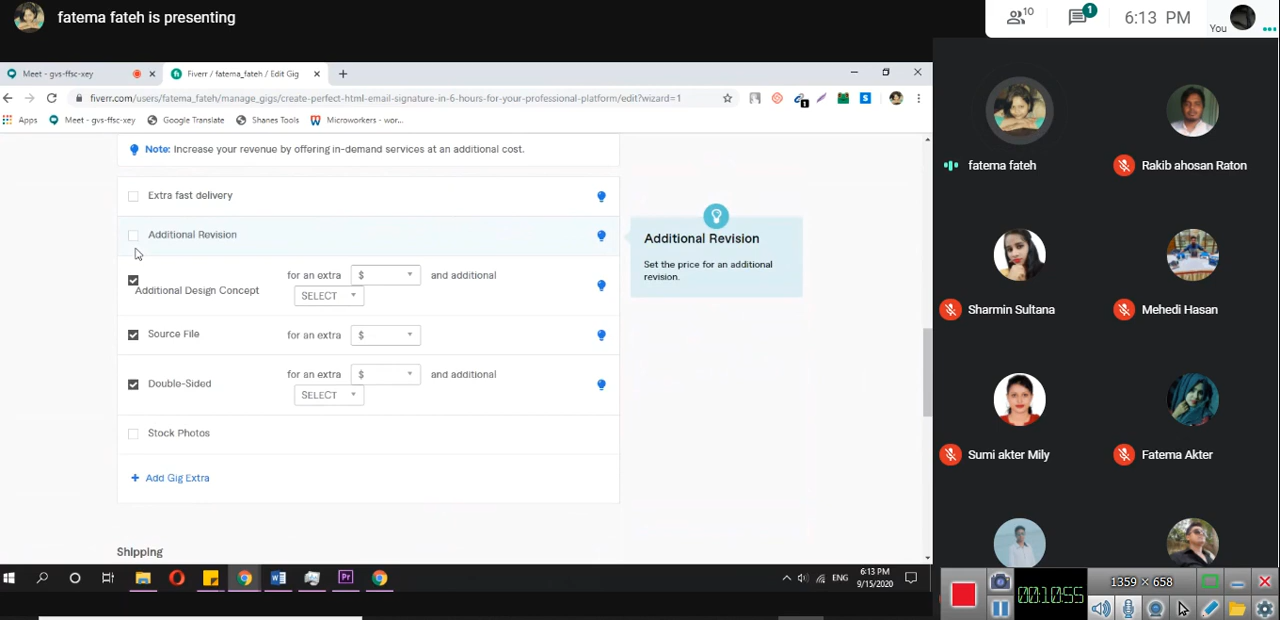 fatema fateh is presenting
10
1
6:13 PM
You
Meet - gvs-ffsc-xey
Fiverr / fatema_fateh / Edit Gig
fiverr.com/users/fatema_fateh/manage_gigs/create-perfect-html-email-signature-in-6-hours-for-your-professional-platform/edit?wizard=1
Apps
Meet - gvs-ffsc-xey
Google Translate
Shanes Tools
Microworkers - wor...
Note: Increase your revenue by offering in-demand services at an additional cost.
Extra fast delivery
Additional Revision
Additional Revision
Set the price for an additional
revision.
Additional Design Concept
for an extra $ and additional
SELECT
Source File for an extra $
Double-Sided
for an extra $ and additional
SELECT
Stock Photos
+ Add Gig Extra
Shipping
fatema fateh
Rakib ahosan Raton
Sharmin Sultana
Mehedi Hasan
Sumi akter Mily
Fatema Akter
ENG
6:13 PM
9/15/2020
00:10:55
1359 × 658